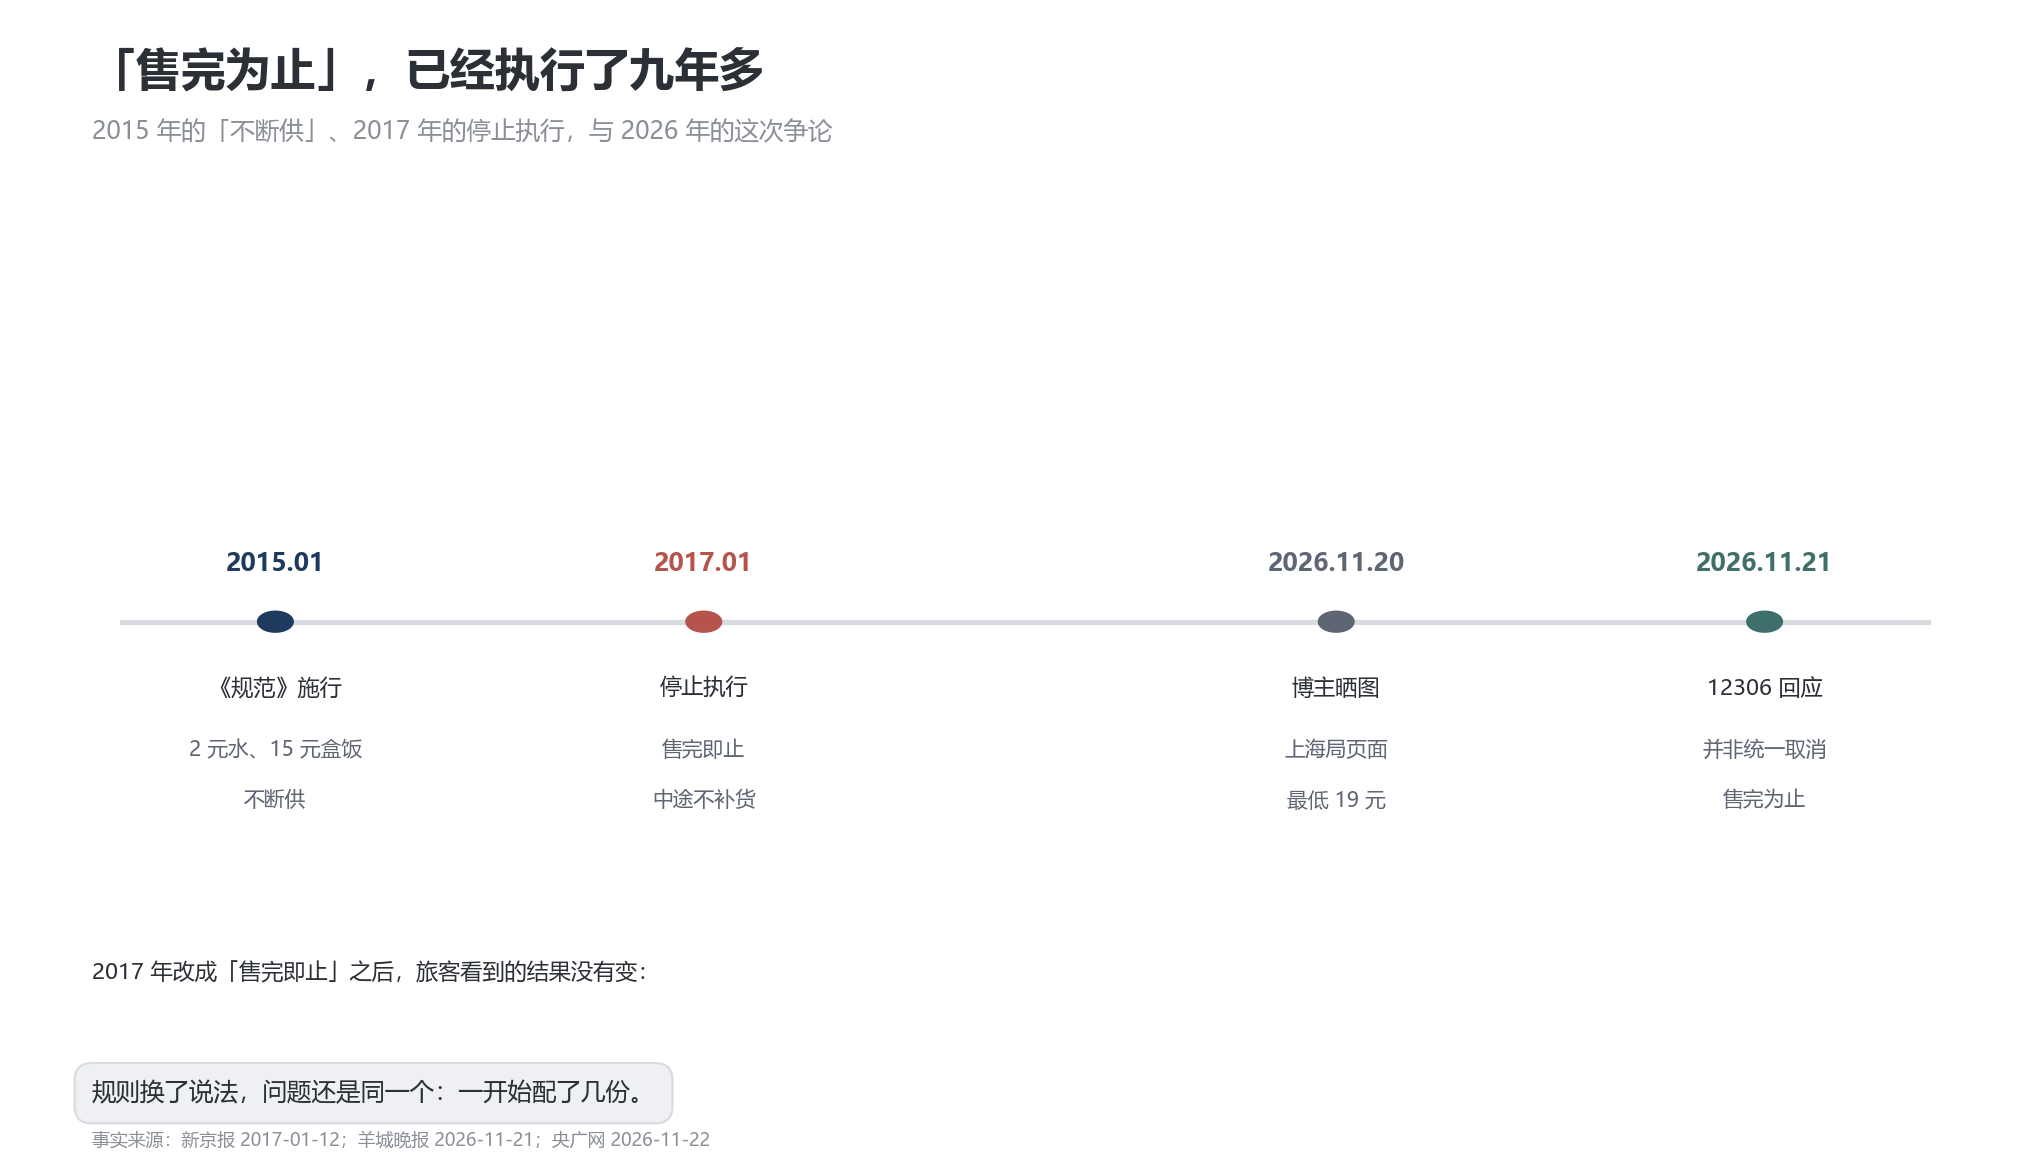 「售完为止」，已经执行了九年多
2015 年的「不断供」、2017 年的停止执行，与 2026 年的这次争论
2015.01
2017.01
2026.11.20
2026.11.21
《规范》施行
停止执行
博主晒图
12306 回应
2 元水、15 元盒饭
售完即止
上海局页面
并非统一取消
不断供
中途不补货
最低 19 元
售完为止
2017 年改成「售完即止」之后，旅客看到的结果没有变：
规则换了说法，问题还是同一个：一开始配了几份。
事实来源：新京报 2017-01-12；羊城晚报 2026-11-21；央广网 2026-11-22